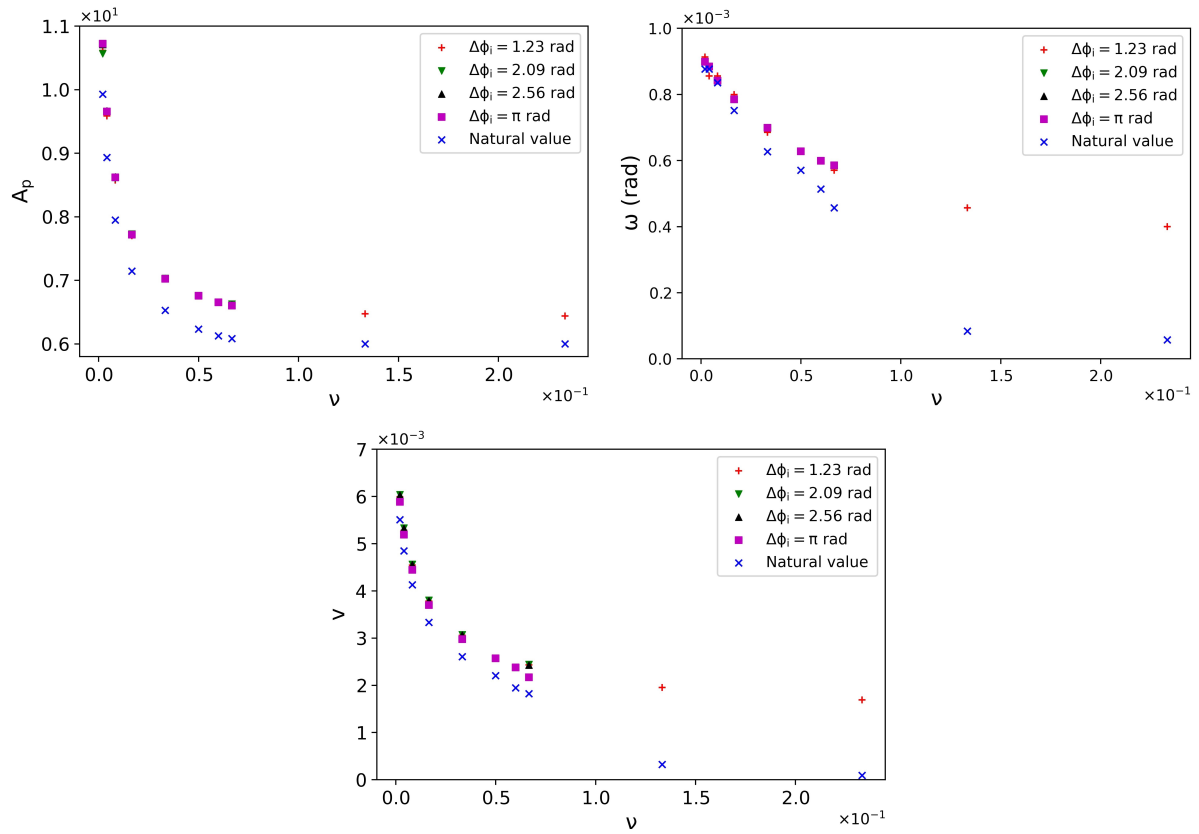 ×10¹
1.1
1.0
0.9
0.8
0.7
0.6
Aₚ
0.0 0.5 1.0 1.5 2.0
×10⁻¹
ν
Δϕᵢ = 1.23 rad
Δϕᵢ = 2.09 rad
Δϕᵢ = 2.56 rad
Δϕᵢ = π rad
Natural value
×10⁻³
1.0
0.8
0.6
0.4
0.2
0.0
ω (rad)
0.0 0.5 1.0 1.5 2.0
×10⁻¹
ν
Δϕᵢ = 1.23 rad
Δϕᵢ = 2.09 rad
Δϕᵢ = 2.56 rad
Δϕᵢ = π rad
Natural value
×10⁻³
7
6
5
4
3
2
1
0
v
0.0 0.5 1.0 1.5 2.0
×10⁻¹
ν
Δϕᵢ = 1.23 rad
Δϕᵢ = 2.09 rad
Δϕᵢ = 2.56 rad
Δϕᵢ = π rad
Natural value